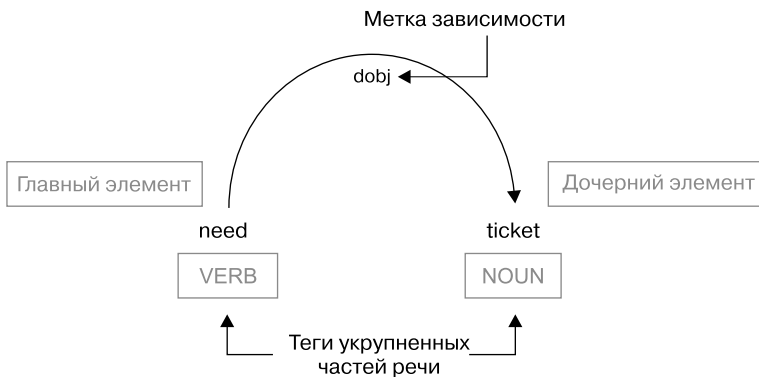 Метка зависимости
dobj
Главный элемент
Дочерний элемент
need
ticket
VERB
NOUN
Теги укрупненных
частей речи